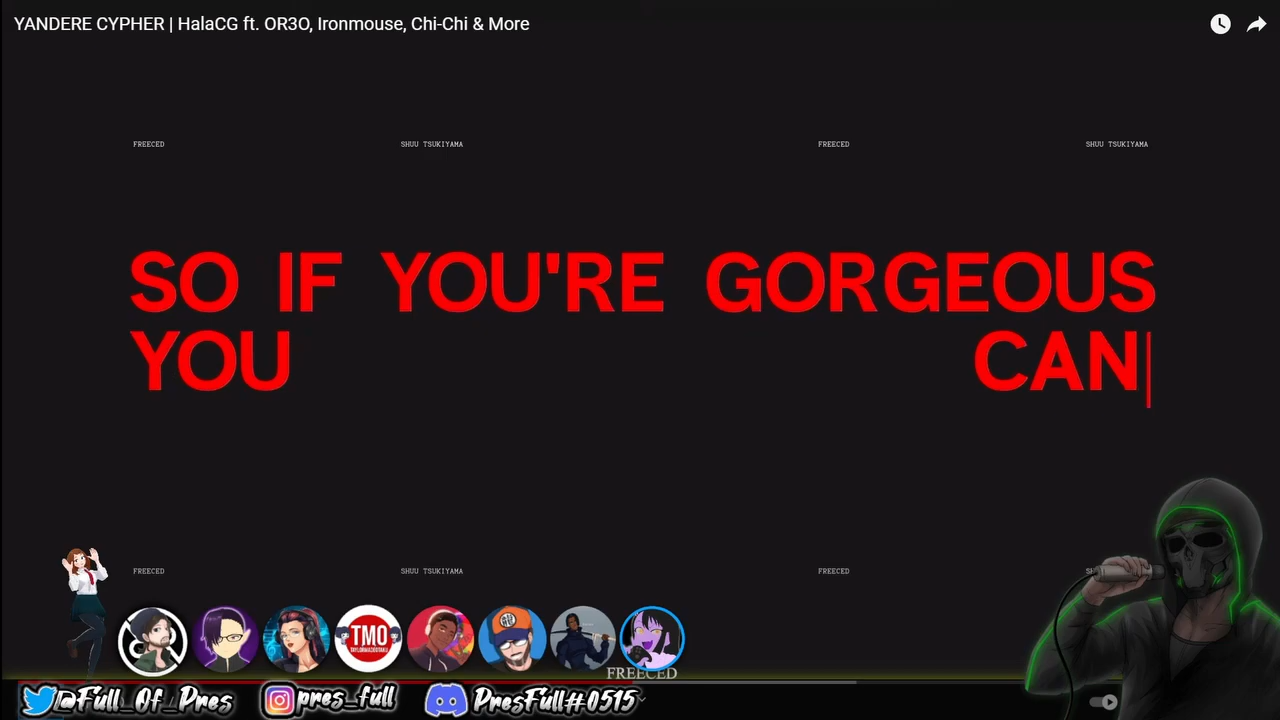 YANDERE CYPHER | HalaCG ft. OR3O, Ironmouse, Chi-Chi & More
FREECED SHUU TSUKIYAMA FREECED SHUU TSUKIYAMA
SO IF YOU'RE GORGEOUS
YOU CAN
FREECED SHUU TSUKIYAMA FREECED
TMO
TAYLORMADEOTAKU
FREECED
@Full_Of_Pres pres_full PresFull#0515